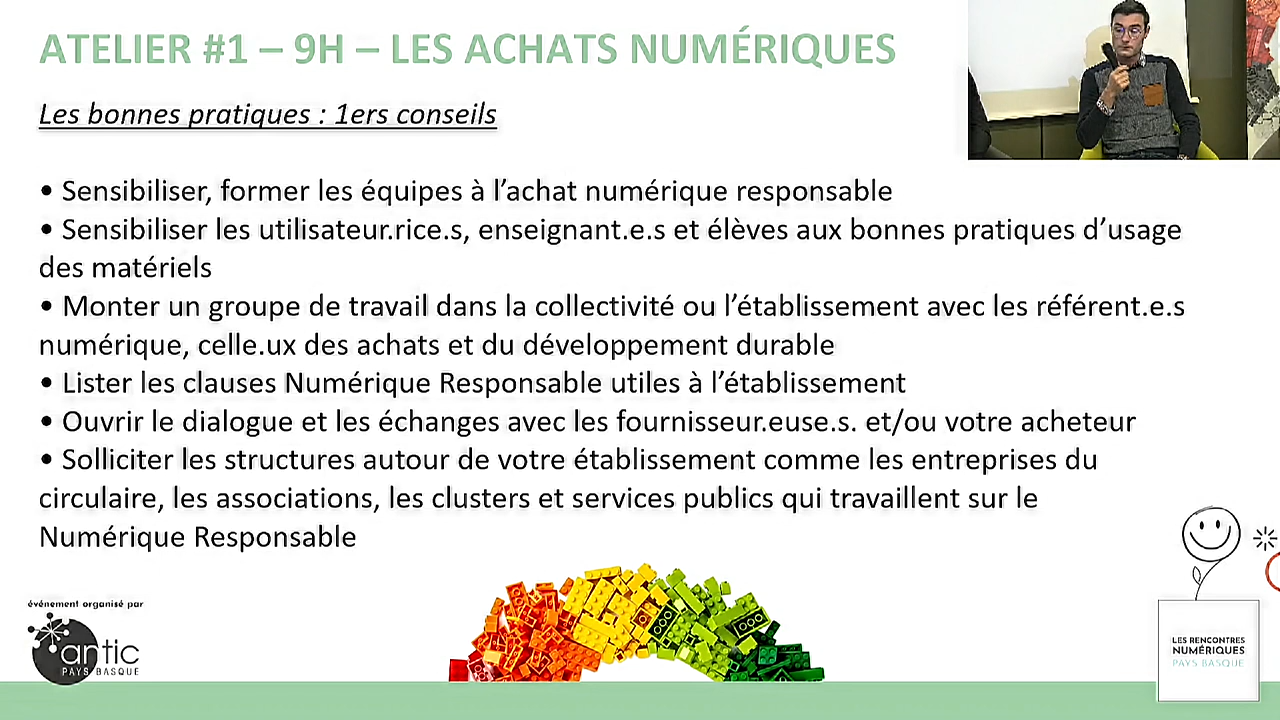 ATELIER #1 – 9H – LES ACHATS NUMÉRIQUES
Les bonnes pratiques : 1ers conseils
• Sensibiliser, former les équipes à l’achat numérique responsable
• Sensibiliser les utilisateur.rice.s, enseignant.e.s et élèves aux bonnes pratiques d’usage
des matériels
• Monter un groupe de travail dans la collectivité ou l’établissement avec les référent.e.s
numérique, celle.ux des achats et du développement durable
• Lister les clauses Numérique Responsable utiles à l’établissement
• Ouvrir le dialogue et les échanges avec les fournisseur.euse.s. et/ou votre acheteur
• Solliciter les structures autour de votre établissement comme les entreprises du
circulaire, les associations, les clusters et services publics qui travaillent sur le
Numérique Responsable
événement organisé par
antic
PAYS BASQUE
LES RENCONTRES
NUMÉRIQUES
PAYS BASQUE